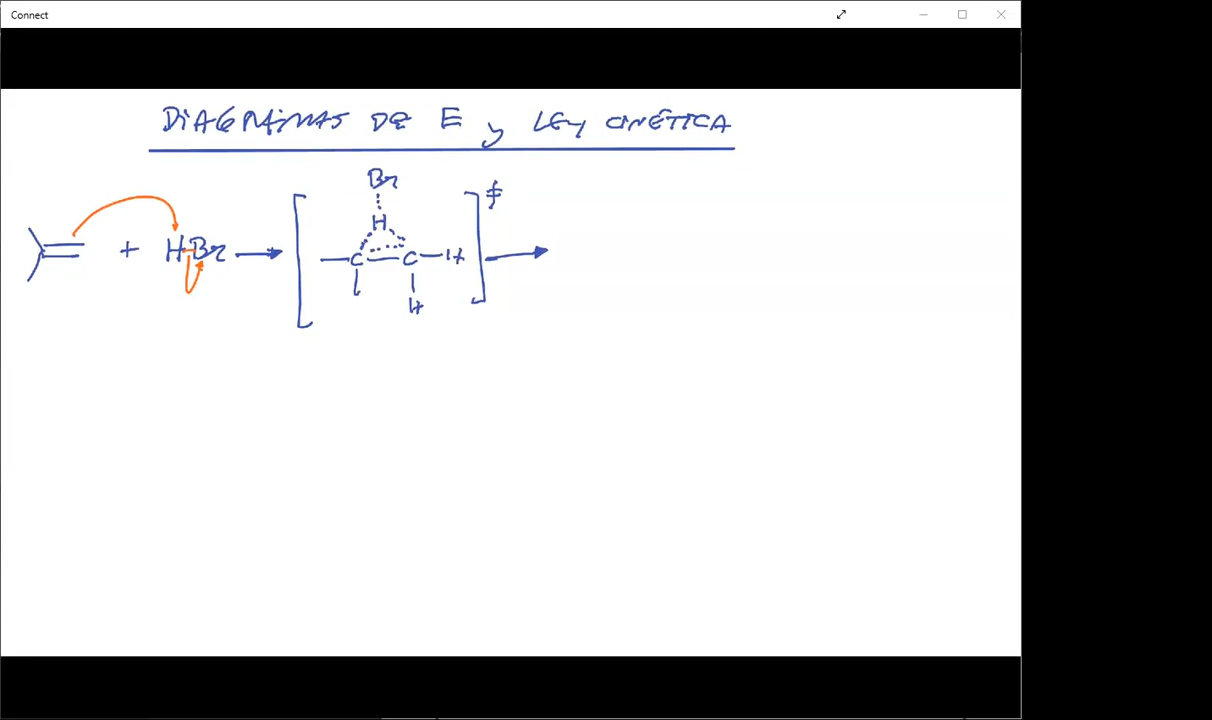 Connect
DIAGRAMAS DE E y LEY CINÉTICA
Br ‡
H
+ HBr C C H
H